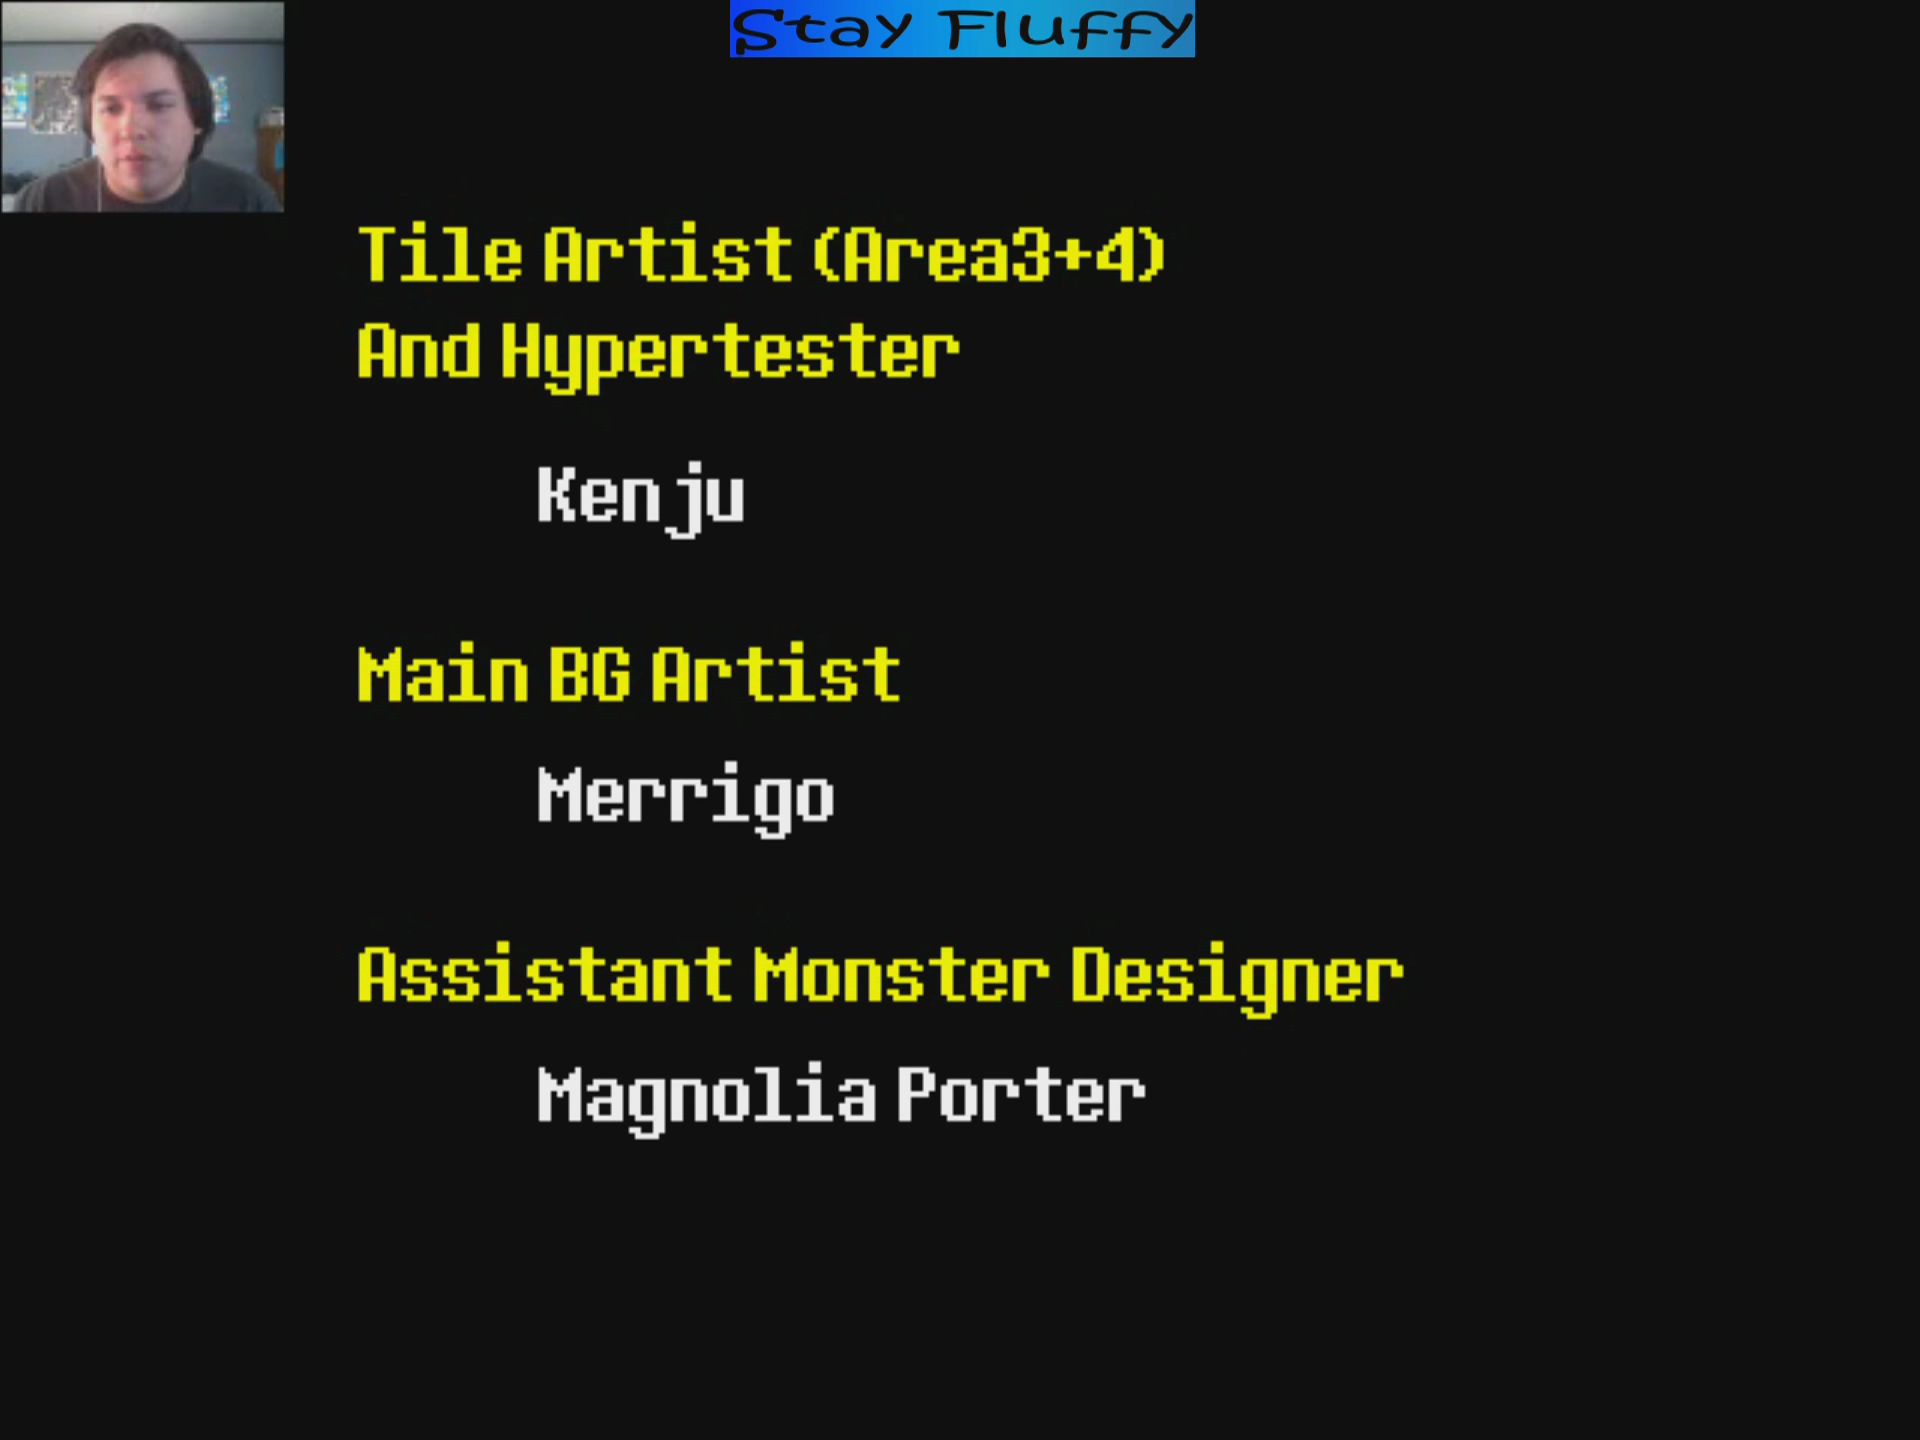 Stay Fluffy
Tile Artist (Area3+4)
And Hypertester
Kenju
Main BG Artist
Merrigo
Assistant Monster Designer
Magnolia Porter